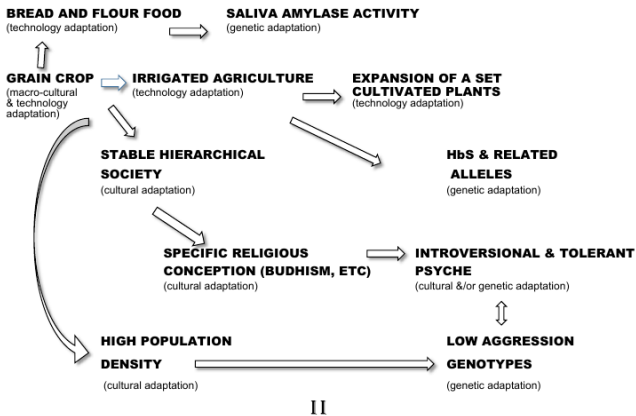 BREAD AND FLOUR FOOD
(technology adaptation)
SALIVA AMYLASE ACTIVITY
(genetic adaptation)
GRAIN CROP
(macro-cultural
& technology
adaptation)
IRRIGATED AGRICULTURE
(technology adaptation)
EXPANSION OF A SET
CULTIVATED PLANTS
(technology adaptation)
STABLE HIERARCHICAL
SOCIETY
(cultural adaptation)
HbS & RELATED
ALLELES
(genetic adaptation)
SPECIFIC RELIGIOUS
CONCEPTION (BUDHISM, ETC)
(cultural adaptation)
INTROVERSIONAL & TOLERANT
PSYCHE
(cultural &/or genetic adaptation)
HIGH POPULATION
DENSITY
(cultural adaptation)
LOW AGGRESSION
GENOTYPES
(genetic adaptation)
II